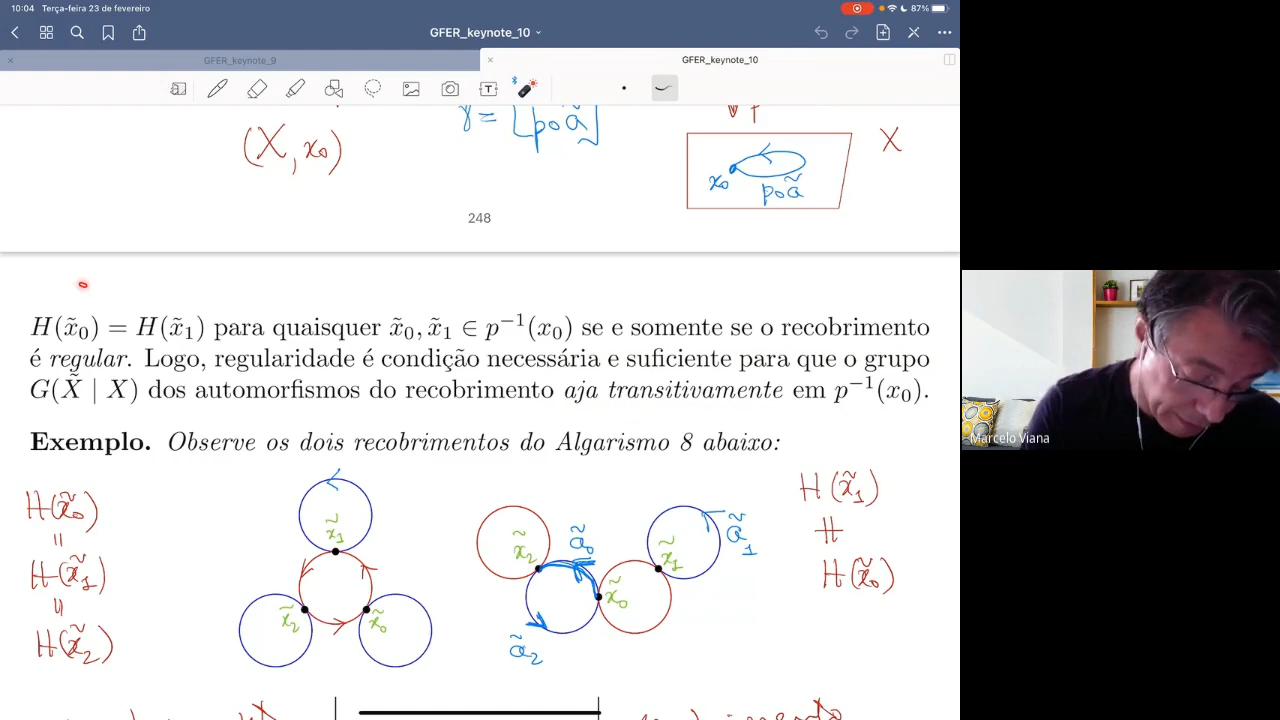 10:04 Terça-feira 23 de fevereiro
87%
GFER_keynote_10
GFER_keynote_9
GFER_keynote_10
T
(X, x₀)
γ = [p∘ã]
p
X
x₀
p∘ã
248
H(x̃₀) = H(x̃₁) para quaisquer x̃₀, x̃₁ ∈ p⁻¹(x₀) se e somente se o recobrimento
é regular. Logo, regularidade é condição necessária e suficiente para que o grupo
G(X̃ | X) dos automorfismos do recobrimento aja transitivamente em p⁻¹(x₀).
Exemplo. Observe os dois recobrimentos do Algarismo 8 abaixo:
H(x̃₀)
=
H(x̃₁)
=
H(x̃₂)
x̃₁
x̃₂
x̃₀
x̃₂
ã₀
x̃₁
ã₁
x̃₀
ã₂
H(x̃₁)
≠
H(x̃₀)
Marcelo Viana